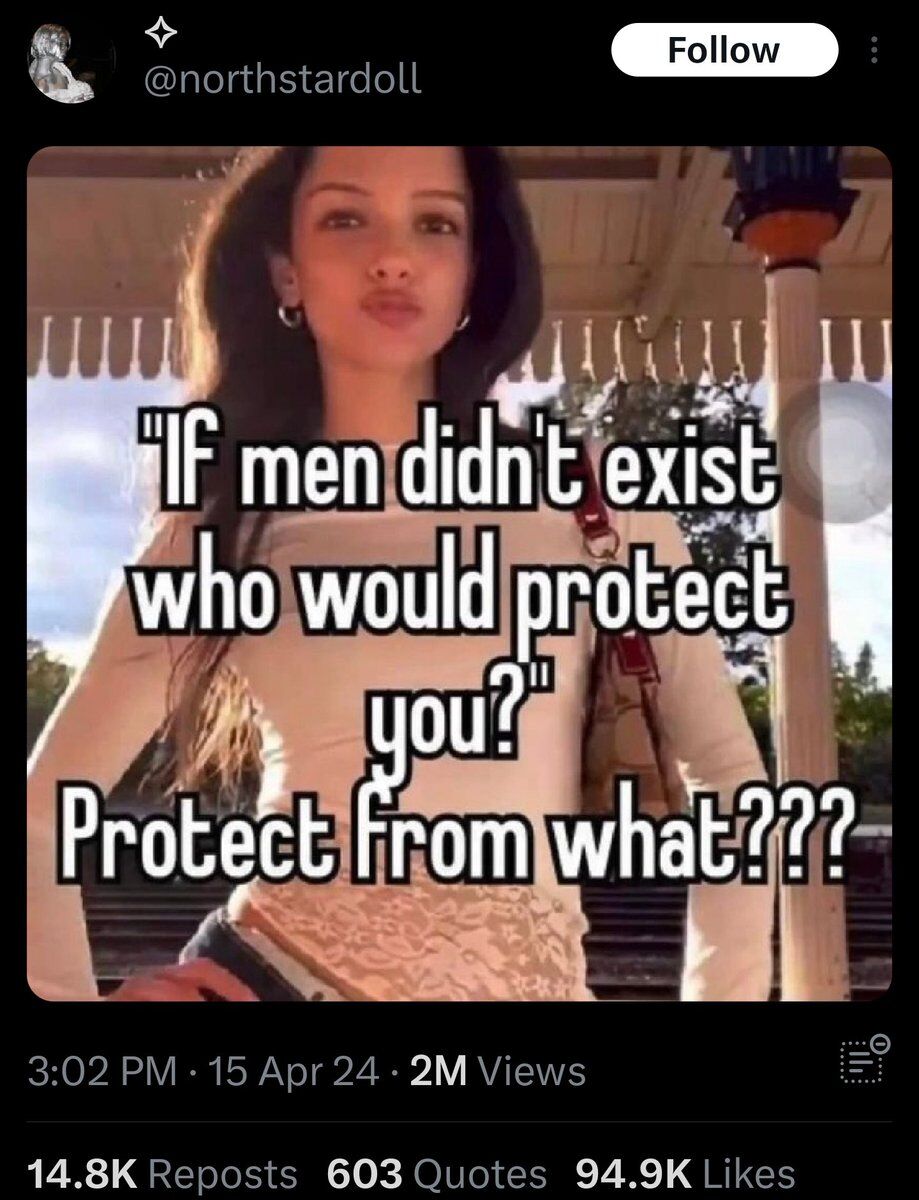 ✧
@northstardoll
Follow
"If men didn't exist
who would protect
you?"
Protect from what???
3:02 PM · 15 Apr 24 · 2M Views
14.8K Reposts 603 Quotes 94.9K Likes